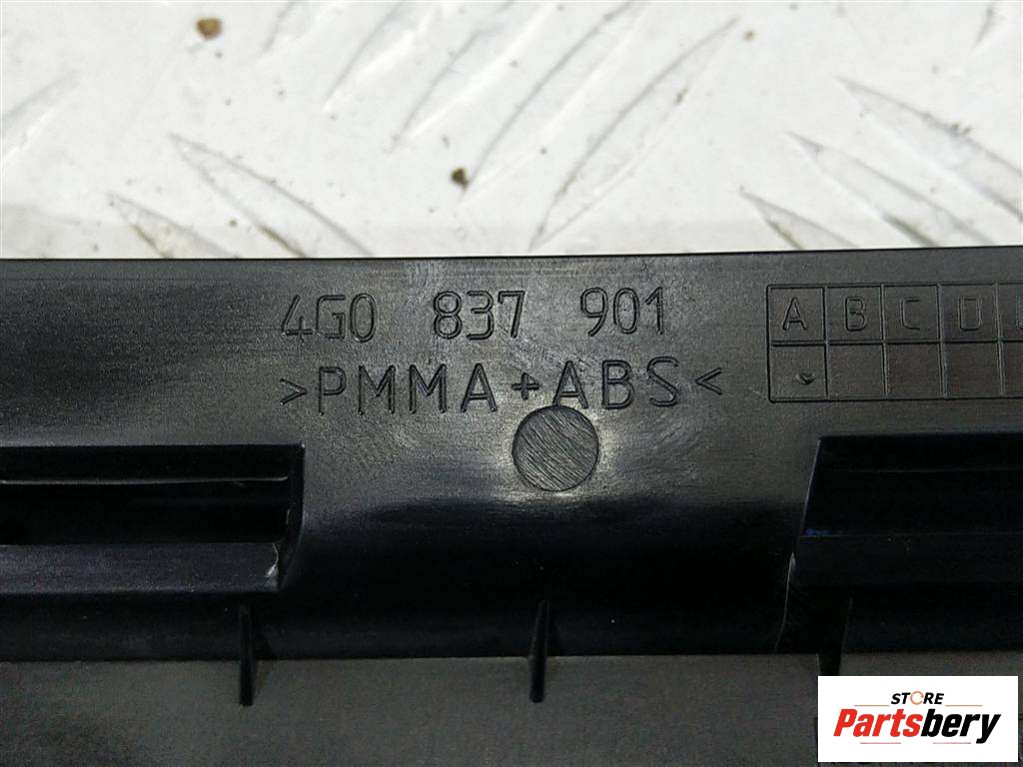 4G0 837 901
>PMMA+ABS<
A B C D
STORE
Partsbery